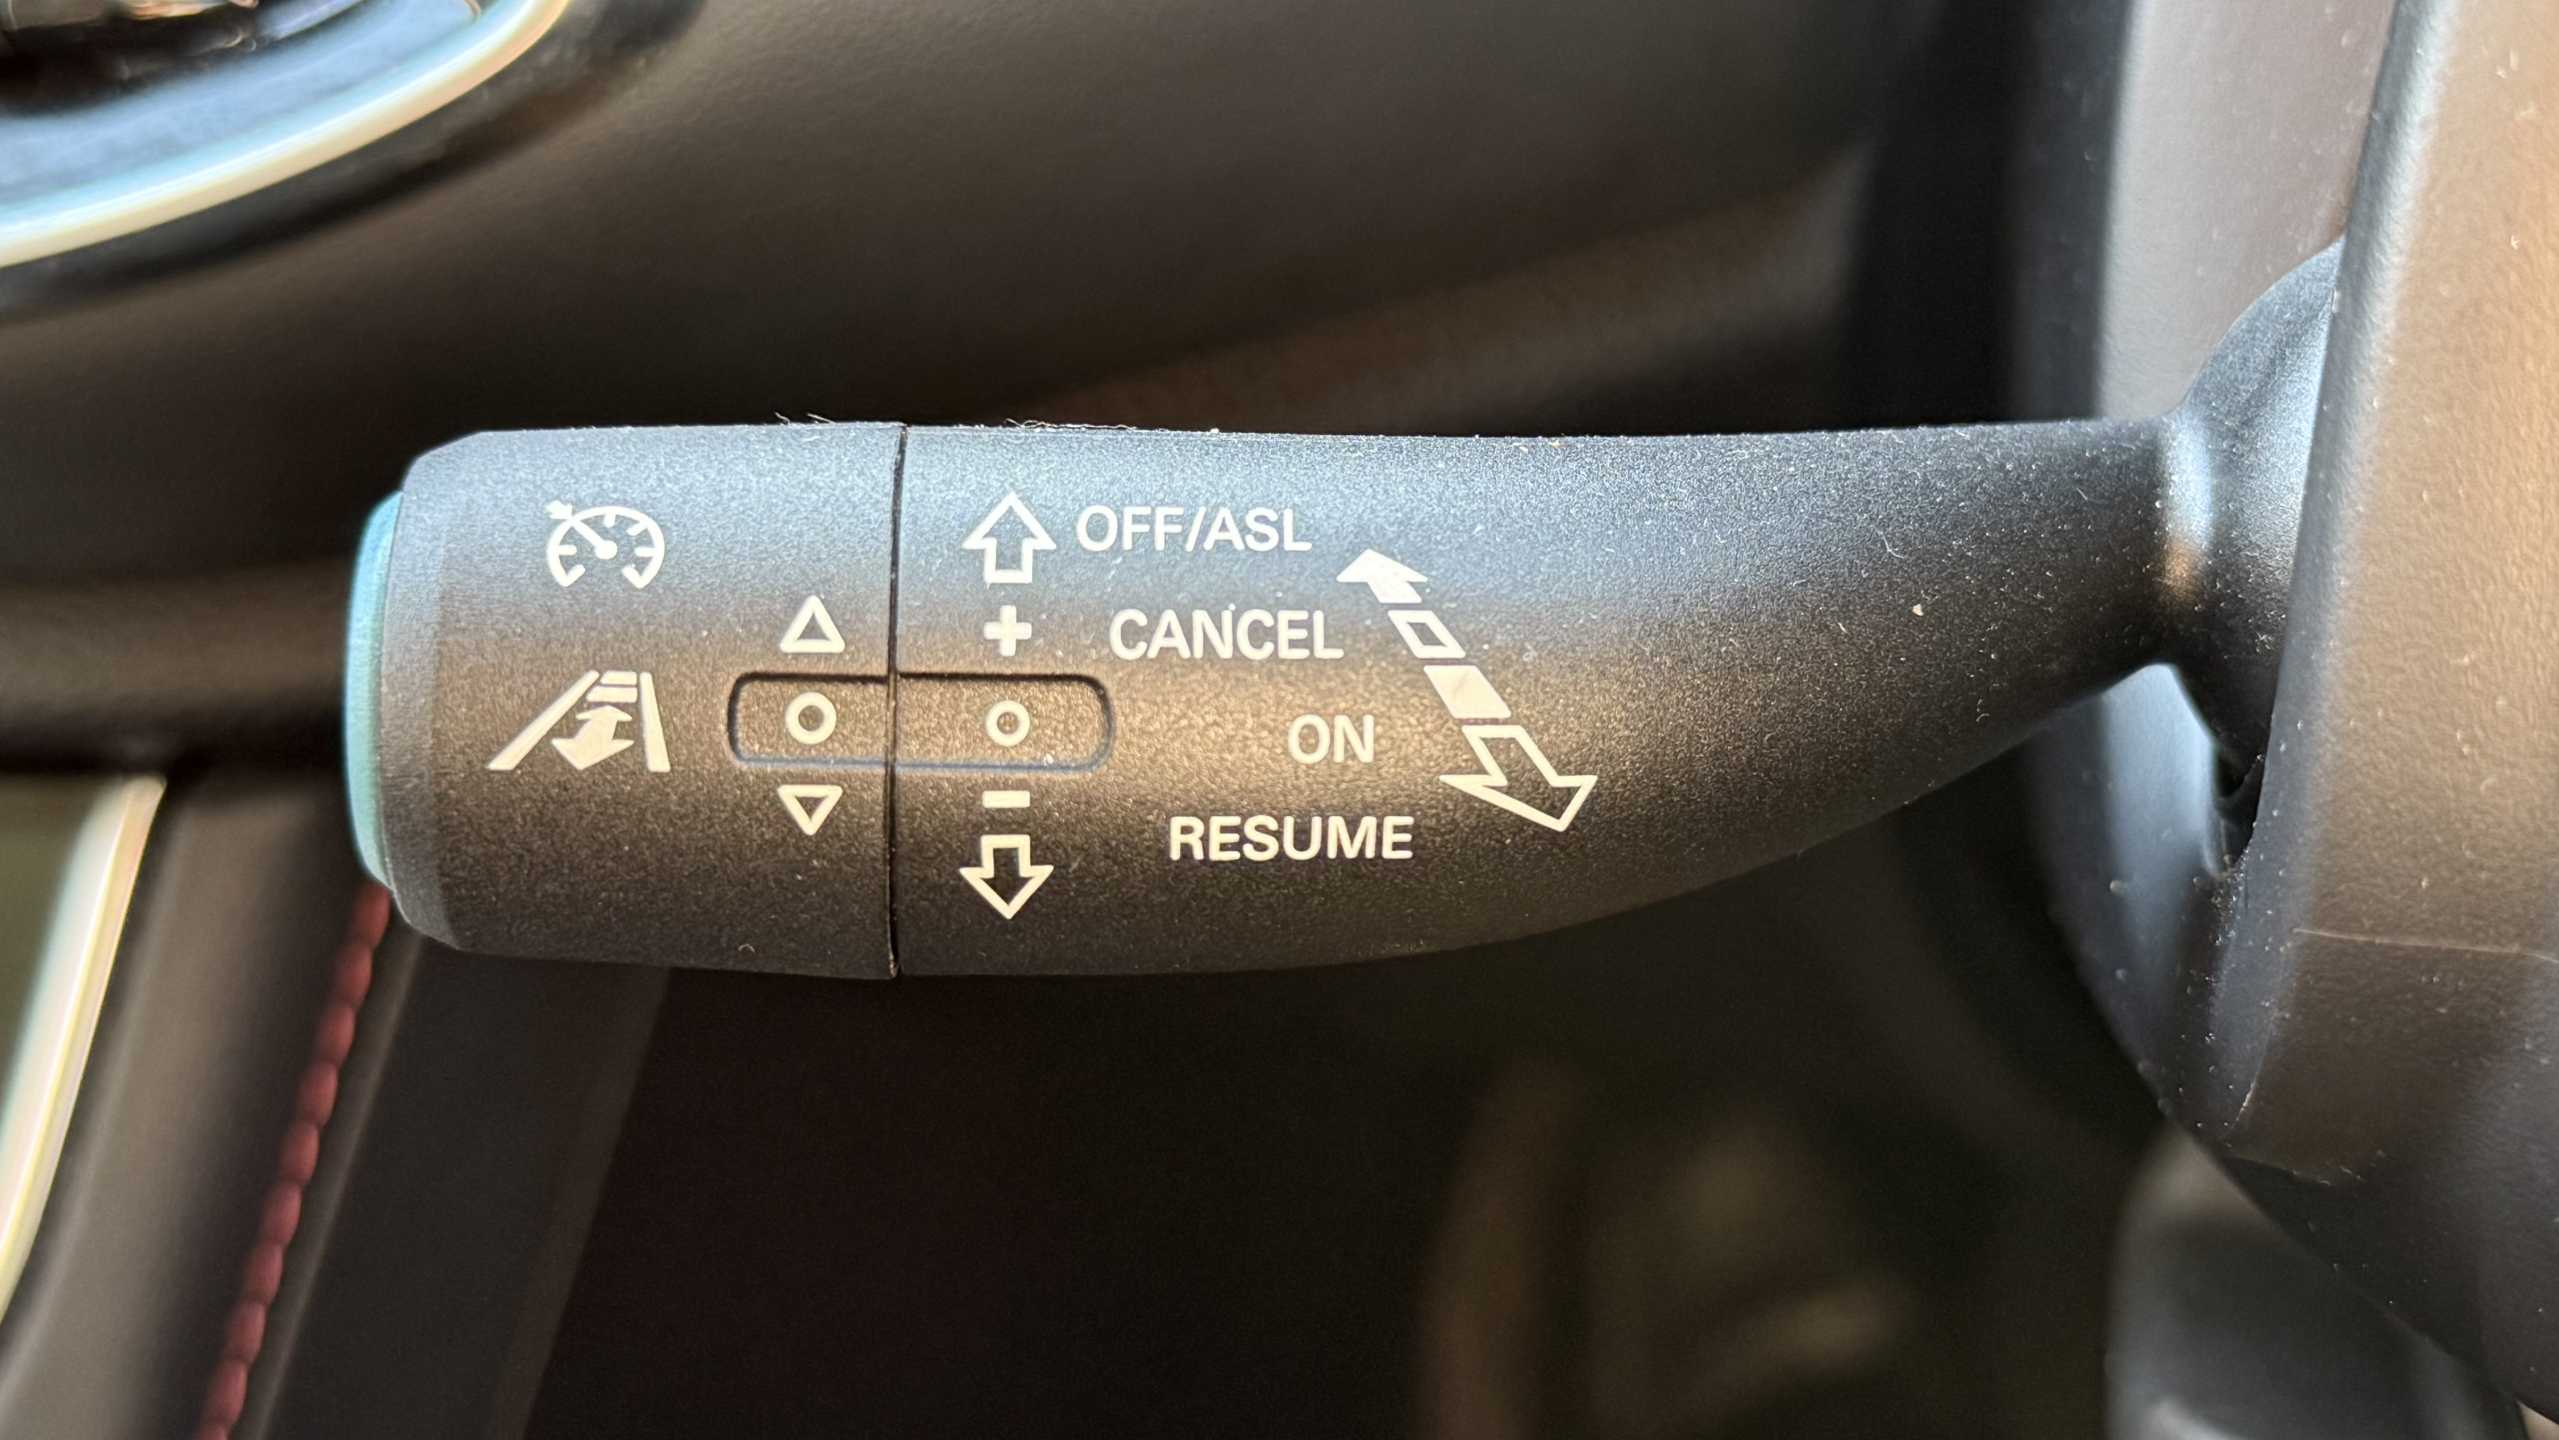 OFF/ASL
+ CANCEL
ON
-
RESUME